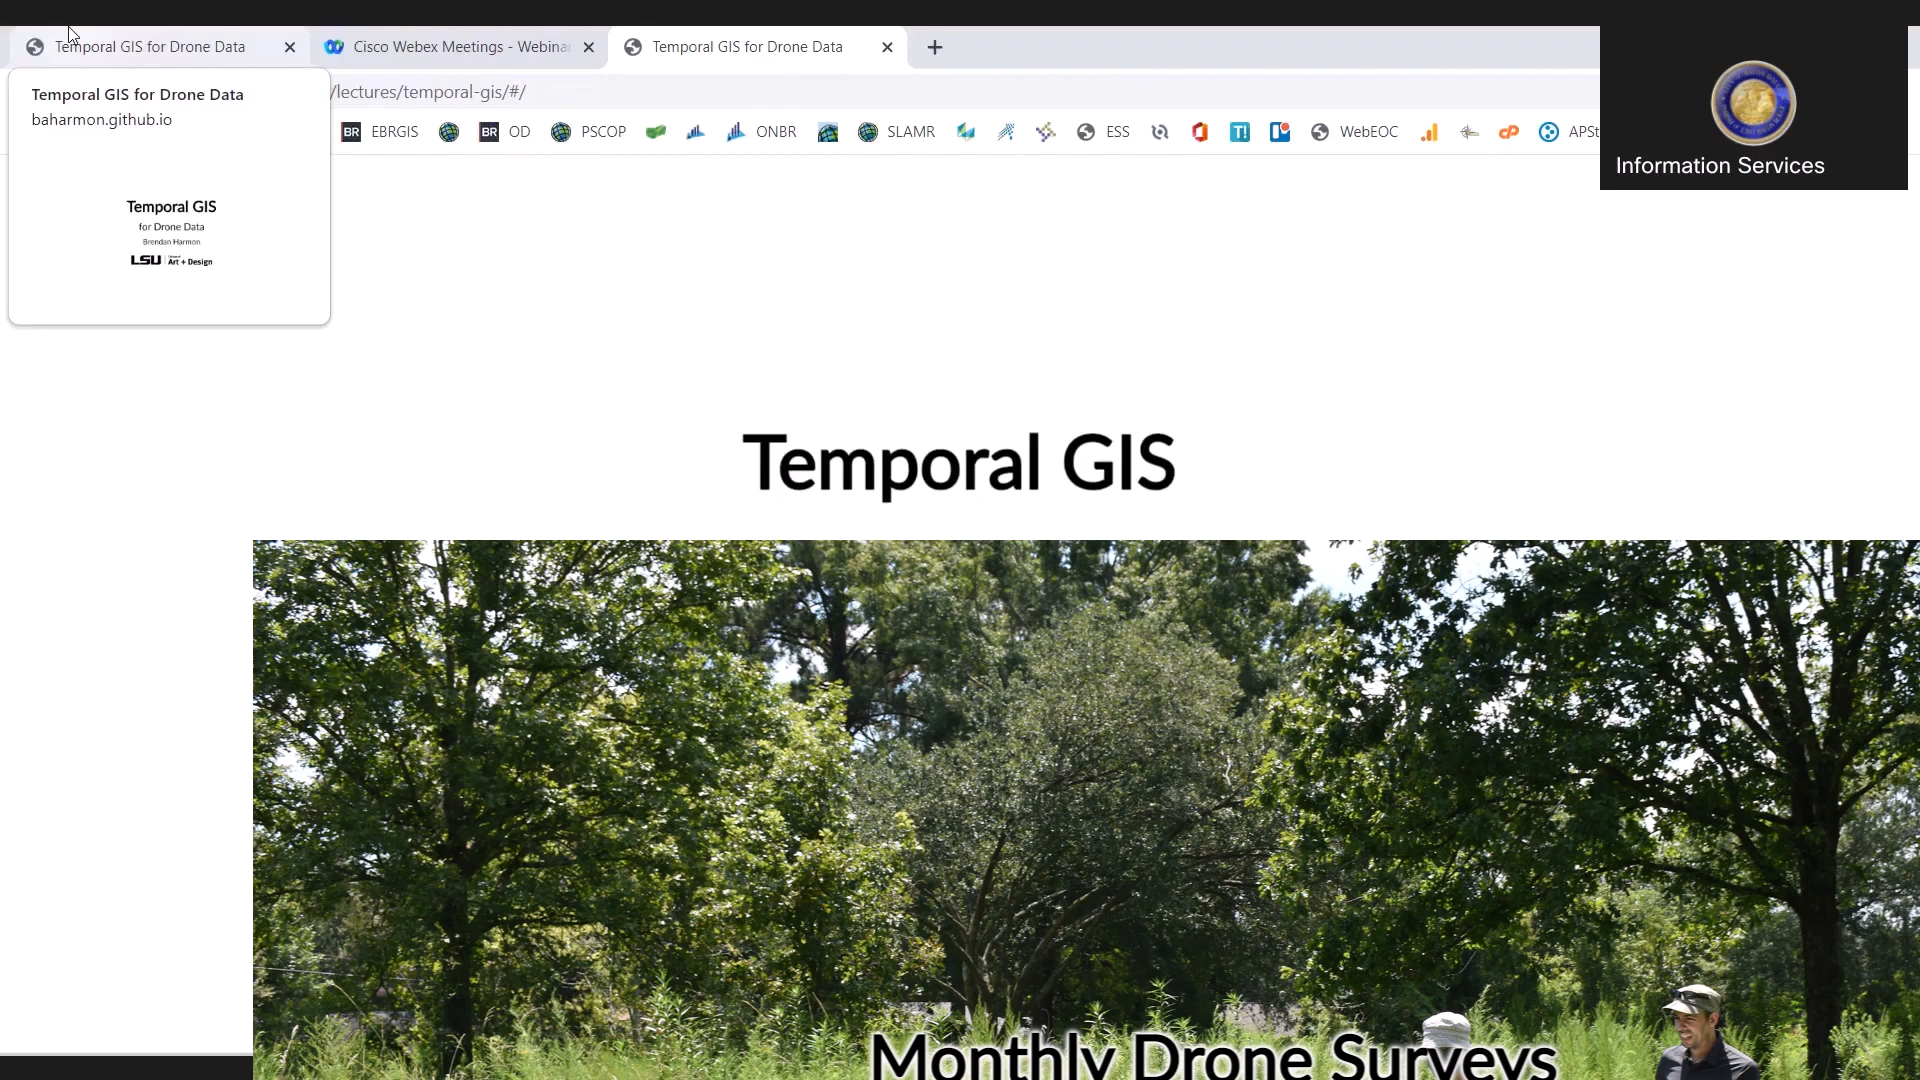 Temporal GIS for Drone Data
Cisco Webex Meetings - Webina
Temporal GIS for Drone Data
Temporal GIS for Drone Data
baharmon.github.io
/lectures/temporal-gis/#/
BR EBRGIS BR OD PSCOP ONBR SLAMR ESS T! WebEOC cP APSt
Information Services
Temporal GIS
for Drone Data
Brendan Harmon
LSU Art + Design
Temporal GIS
Monthly Drone Surveys